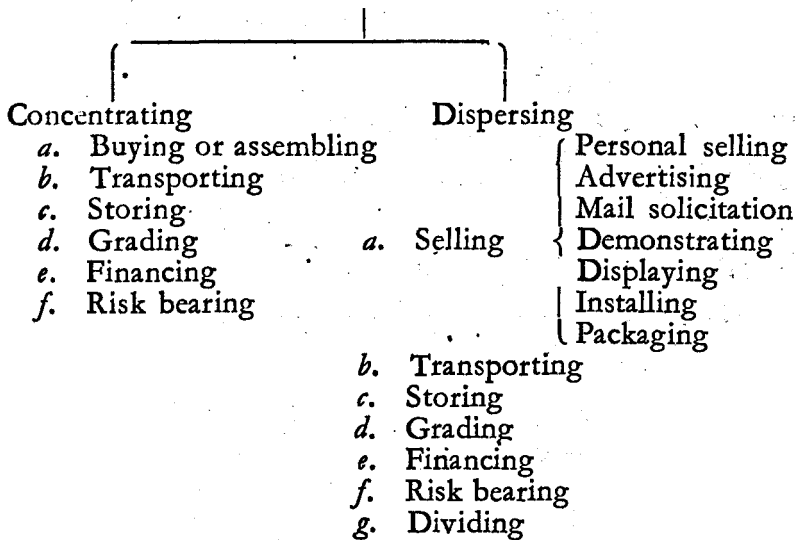 Concentrating
a. Buying or assembling
b. Transporting
c. Storing
d. Grading
e. Financing
f. Risk bearing
Dispersing
a. Selling
Personal selling
Advertising
Mail solicitation
Demonstrating
Displaying
Installing
Packaging
b. Transporting
c. Storing
d. Grading
e. Financing
f. Risk bearing
g. Dividing